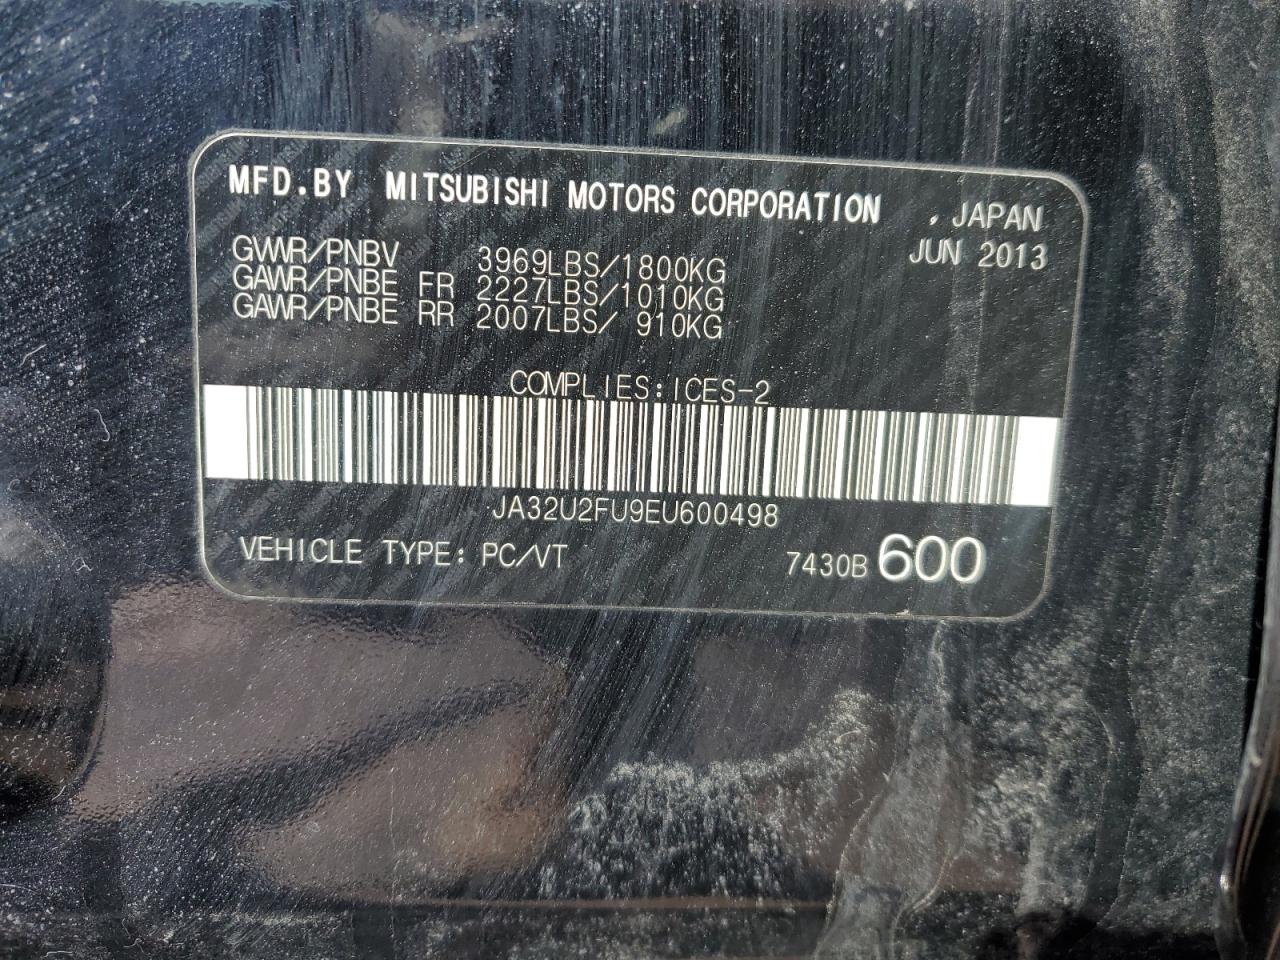 MFD.BY MITSUBISHI MOTORS CORPORATION , JAPAN
JUN 2013
GVWR/PNBV 3969LBS/1800KG
GAWR/PNBE FR 2227LBS/1010KG
GAWR/PNBE RR 2007LBS/ 910KG
COMPLIES:ICES-2
JA32U2FU9EU600498
VEHICLE TYPE: PC/VT 7430B 600